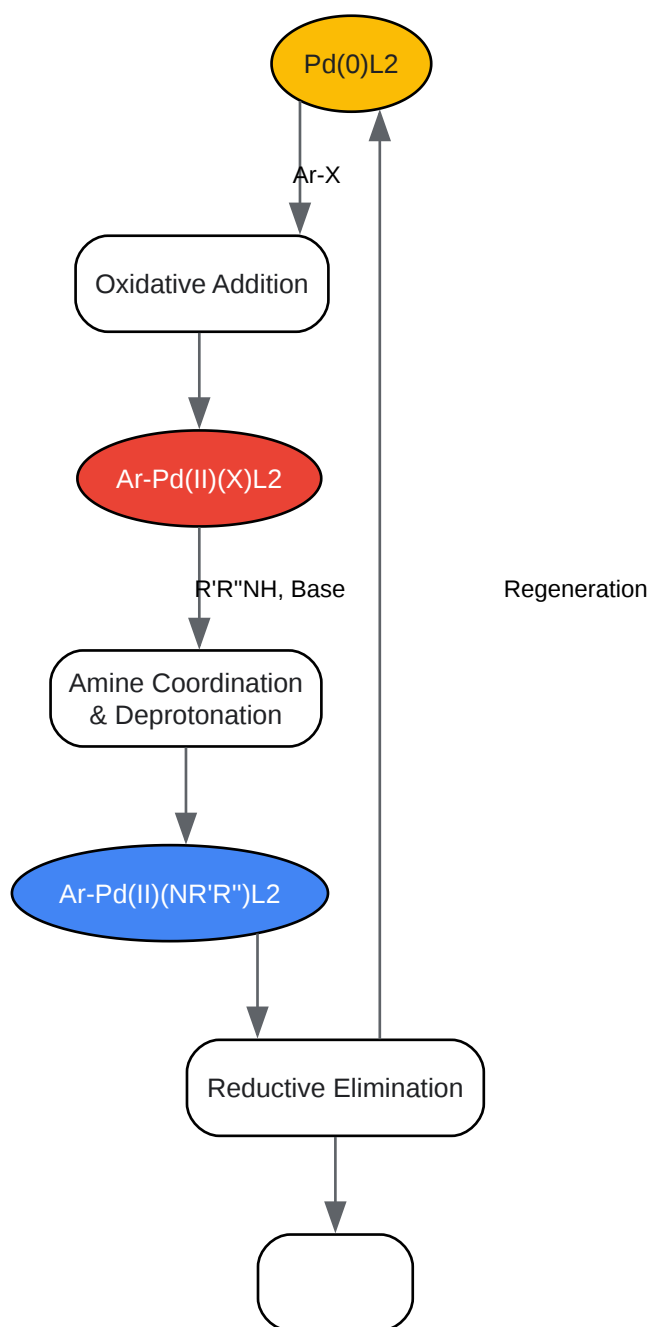 Pd(0)L2
Ar-X
Oxidative Addition
Ar-Pd(II)(X)L2
R'R''NH, Base
Regeneration
Amine Coordination
& Deprotonation
Ar-Pd(II)(NR'R'')L2
Reductive Elimination